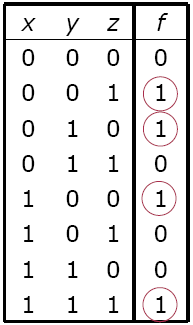 x y z f
0 0 0 0
0 0 1 1
0 1 0 1
0 1 1 0
1 0 0 1
1 0 1 0
1 1 0 0
1 1 1 1